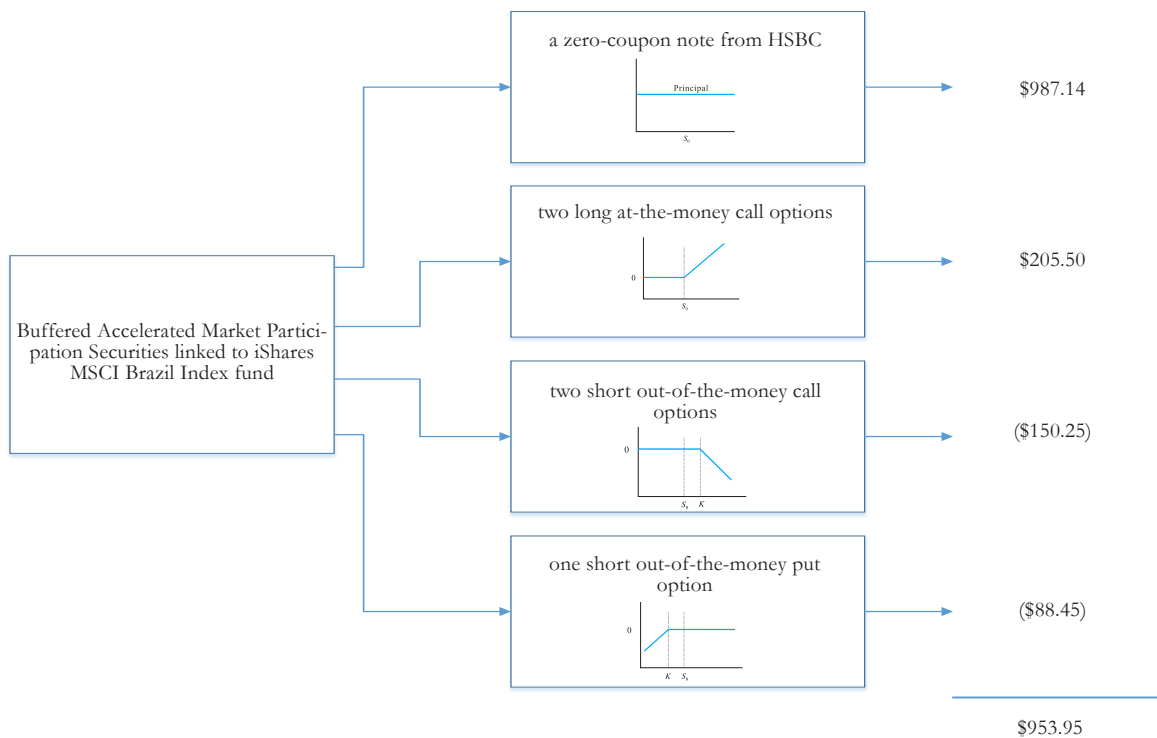 a zero-coupon note from HSBC
Principal
S₀
$987.14
two long at-the-money call options
0
S₀
$205.50
Buffered Accelerated Market Partici-
pation Securities linked to iShares
MSCI Brazil Index fund
two short out-of-the-money call
options
0
S₀ K
($150.25)
one short out-of-the-money put
option
0
K S₀
($88.45)
$953.95